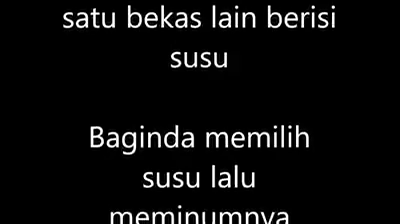 satu bekas lain berisi
susu
Baginda memilih
susu lalu
meminumnya